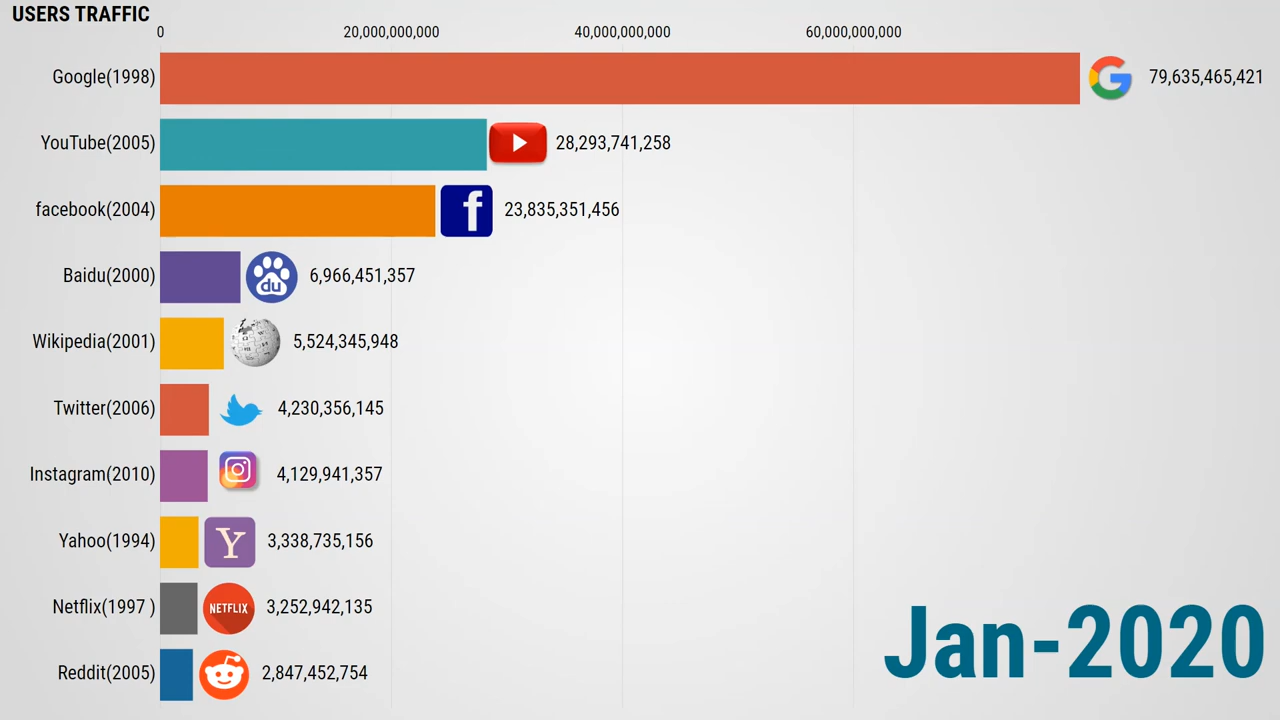 USERS TRAFFIC
0 20,000,000,000 40,000,000,000 60,000,000,000
Google(1998) G 79,635,465,421
YouTube(2005) 28,293,741,258
facebook(2004) f 23,835,351,456
Baidu(2000) du 6,966,451,357
Wikipedia(2001) 5,524,345,948
Twitter(2006) 4,230,356,145
Instagram(2010) 4,129,941,357
Yahoo(1994) Y 3,338,735,156
Netflix(1997 ) NETFLIX 3,252,942,135
Reddit(2005) 2,847,452,754
Jan-2020